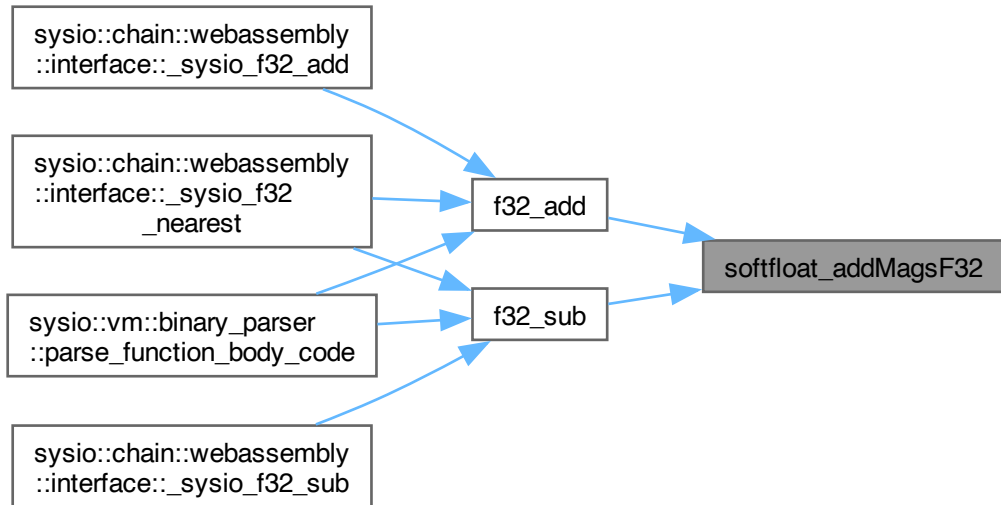 sysio::chain::webassembly
::interface::_sysio_f32_add
sysio::chain::webassembly
::interface::_sysio_f32
_nearest
f32_add
softfloat_addMagsF32
f32_sub
sysio::vm::binary_parser
::parse_function_body_code
sysio::chain::webassembly
::interface::_sysio_f32_sub